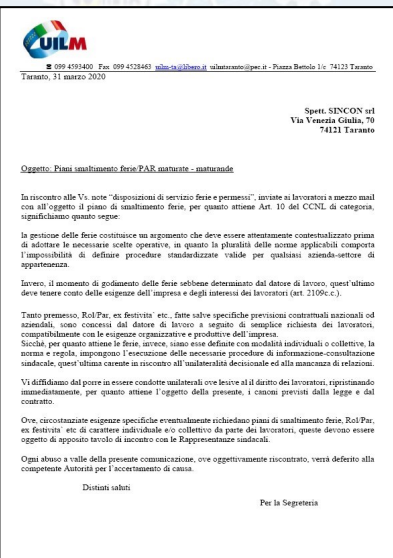 UILM
☎ 099 4593400 Fax 099 4528463 uilm-ta@libero.it uilmtaranto@pec.it - Piazza Bettolo 1/c 74123 Taranto
Taranto, 31 marzo 2020
Spett. SINCON srl
Via Venezia Giulia, 70
74121 Taranto
Oggetto: Piani smaltimento ferie/PAR maturate - maturande
In riscontro alle Vs. note “disposizioni di servizio ferie e permessi”, inviate ai lavoratori a mezzo mail
con all’oggetto il piano di smaltimento ferie, per quanto attiene Art. 10 del CCNL di categoria,
significhiamo quanto segue:
la gestione delle ferie costituisce un argomento che deve essere attentamente contestualizzato prima
di adottare le necessarie scelte operative, in quanto la pluralità delle norme applicabili comporta
l’impossibilità di definire procedure standardizzate valide per qualsiasi azienda-settore di
appartenenza.
Invero, il momento di godimento delle ferie sebbene determinato dal datore di lavoro, quest’ultimo
deve tenere conto delle esigenze dell’impresa e degli interessi dei lavoratori (art. 2109c.c.).
Tanto premesso, Rol/Par, ex festivita’ etc., fatte salve specifiche previsioni contrattuali nazionali od
aziendali, sono concessi dal datore di lavoro a seguito di semplice richiesta dei lavoratori,
compatibilmente con le esigenze organizzative e produttive dell’impresa.
Sicché, per quanto attiene le ferie, invece, siano esse definite con modalità individuali o collettive, la
norma e regola, impongono l’esecuzione delle necessarie procedure di informazione-consultazione
sindacale, quest’ultima carente in riscontro all’unilateralità decisionale ed alla mancanza di relazioni.
Vi diffidiamo dal porre in essere condotte unilaterali ove lesive al il diritto dei lavoratori, ripristinando
immediatamente, per quanto attiene l’oggetto della presente, i canoni previsti dalla legge e dal
contratto.
Ove, circostanziate esigenze specifiche eventualmente richiedano piani di smaltimento ferie, Rol/Par,
ex festivita’ etc di carattere individuale e/o collettivo da parte dei lavoratori, queste devono essere
oggetto di apposito tavolo di incontro con le Rappresentanze sindacali.
Ogni abuso a valle della presente comunicazione, ove oggettivamente riscontrato, verrà deferito alla
competente Autorità per l’accertamento di causa.
Distinti saluti
Per la Segreteria